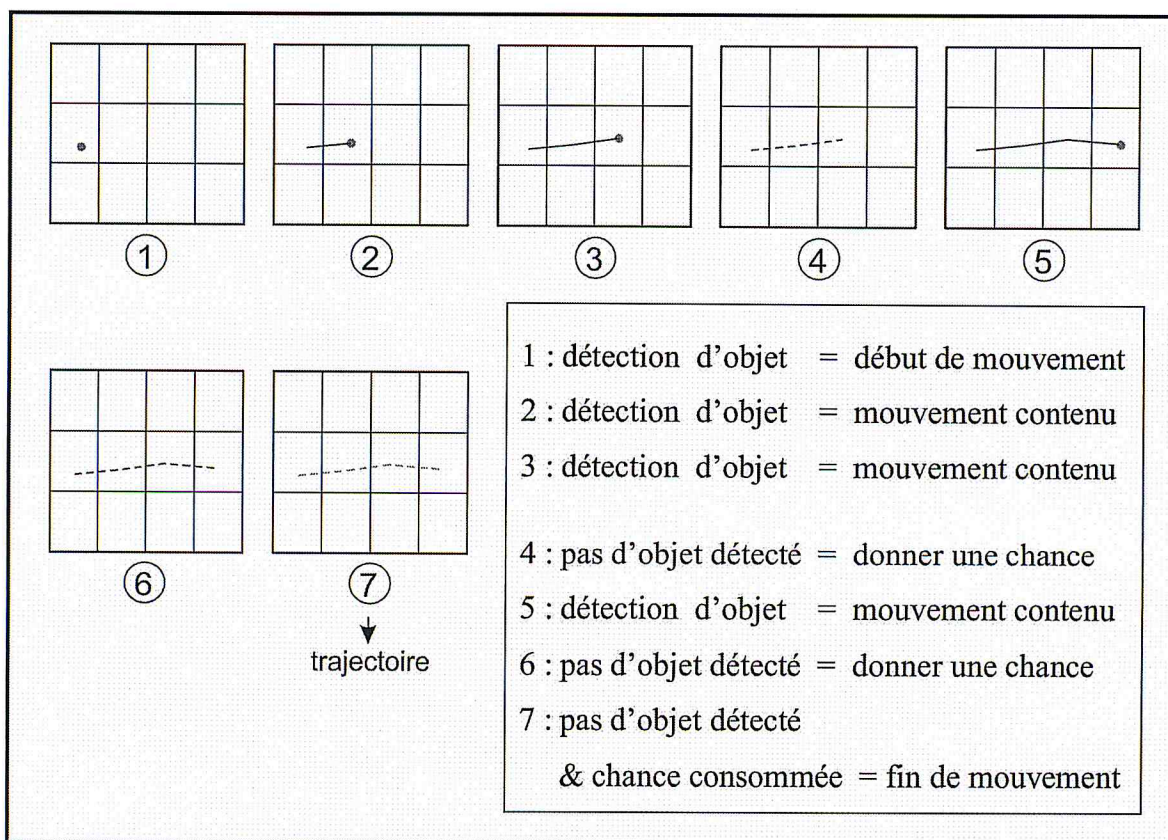 1
2
3
4
5
6
7
trajectoire
1 : détection d'objet = début de mouvement
2 : détection d'objet = mouvement contenu
3 : détection d'objet = mouvement contenu
4 : pas d'objet détecté = donner une chance
5 : détection d'objet = mouvement contenu
6 : pas d'objet détecté = donner une chance
7 : pas d'objet détecté
& chance consommée = fin de mouvement